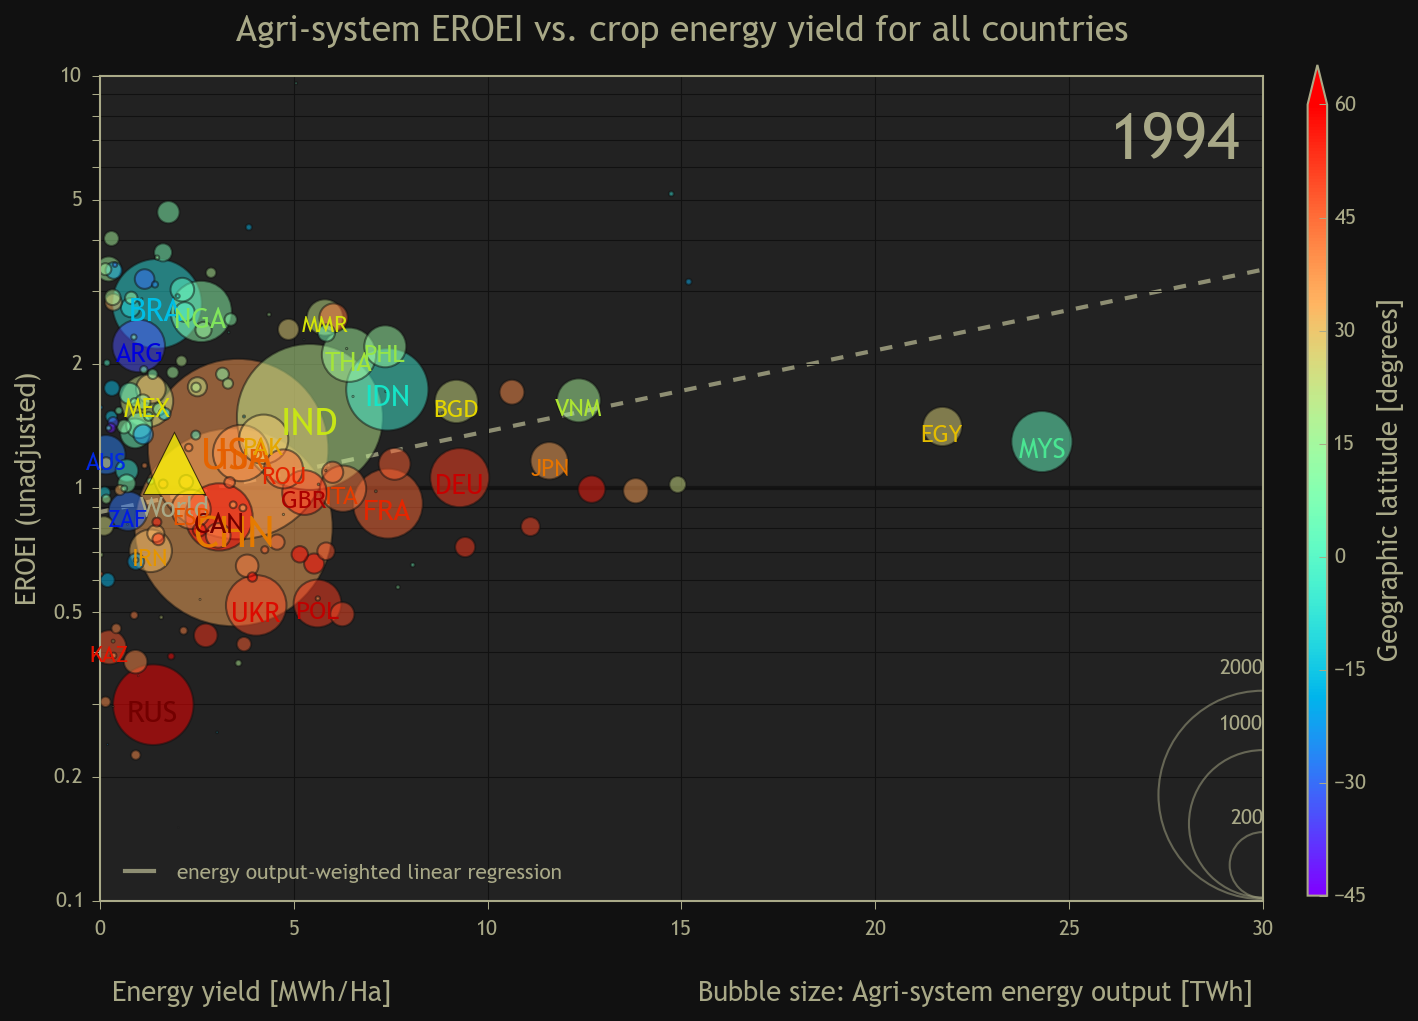 Agri-system EROEI vs. crop energy yield for all countries
1994
10
5
2
1
0.5
0.2
0.1
EROEI (unadjusted)
BRA
NGA
MMR
ARG
THA
PHL
IDN
MEX
IND
BGD
VNM
EGY
MYS
AUS
USA
PAK
JPN
ROU
DEU
ITA
GBR
FRA
World
ESP
ZAF
CAN
CHN
IRN
UKR
POL
KAZ
RUS
2000
1000
200
energy output-weighted linear regression
0
5
10
15
20
25
30
Energy yield [MWh/Ha]
Bubble size: Agri-system energy output [TWh]
60
45
30
15
0
−15
−30
−45
Geographic latitude [degrees]